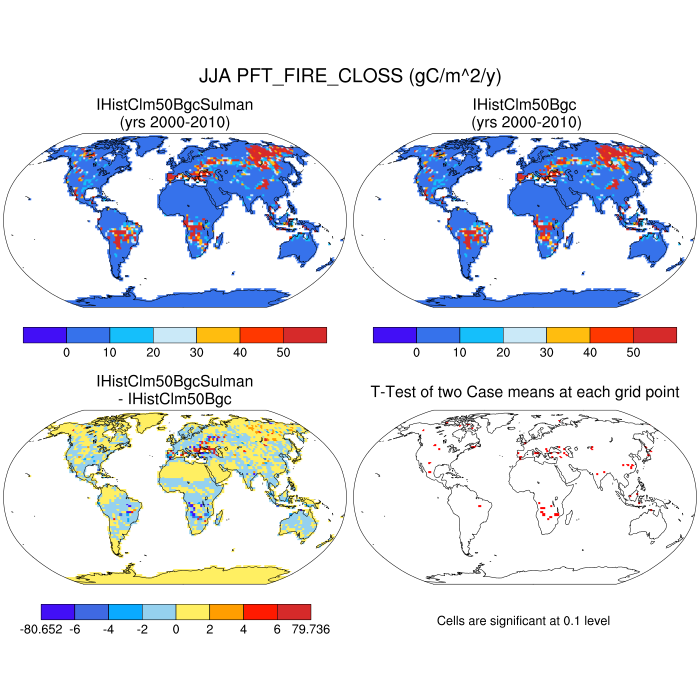 JJA PFT_FIRE_CLOSS (gC/m^2/y)
IHistClm50BgcSulman
(yrs 2000-2010)
IHistClm50Bgc
(yrs 2000-2010)
0 10 20 30 40 50
0 10 20 30 40 50
IHistClm50BgcSulman
- IHistClm50Bgc
T-Test of two Case means at each grid point
-80.652 -6 -4 -2 0 2 4 6 79.736
Cells are significant at 0.1 level